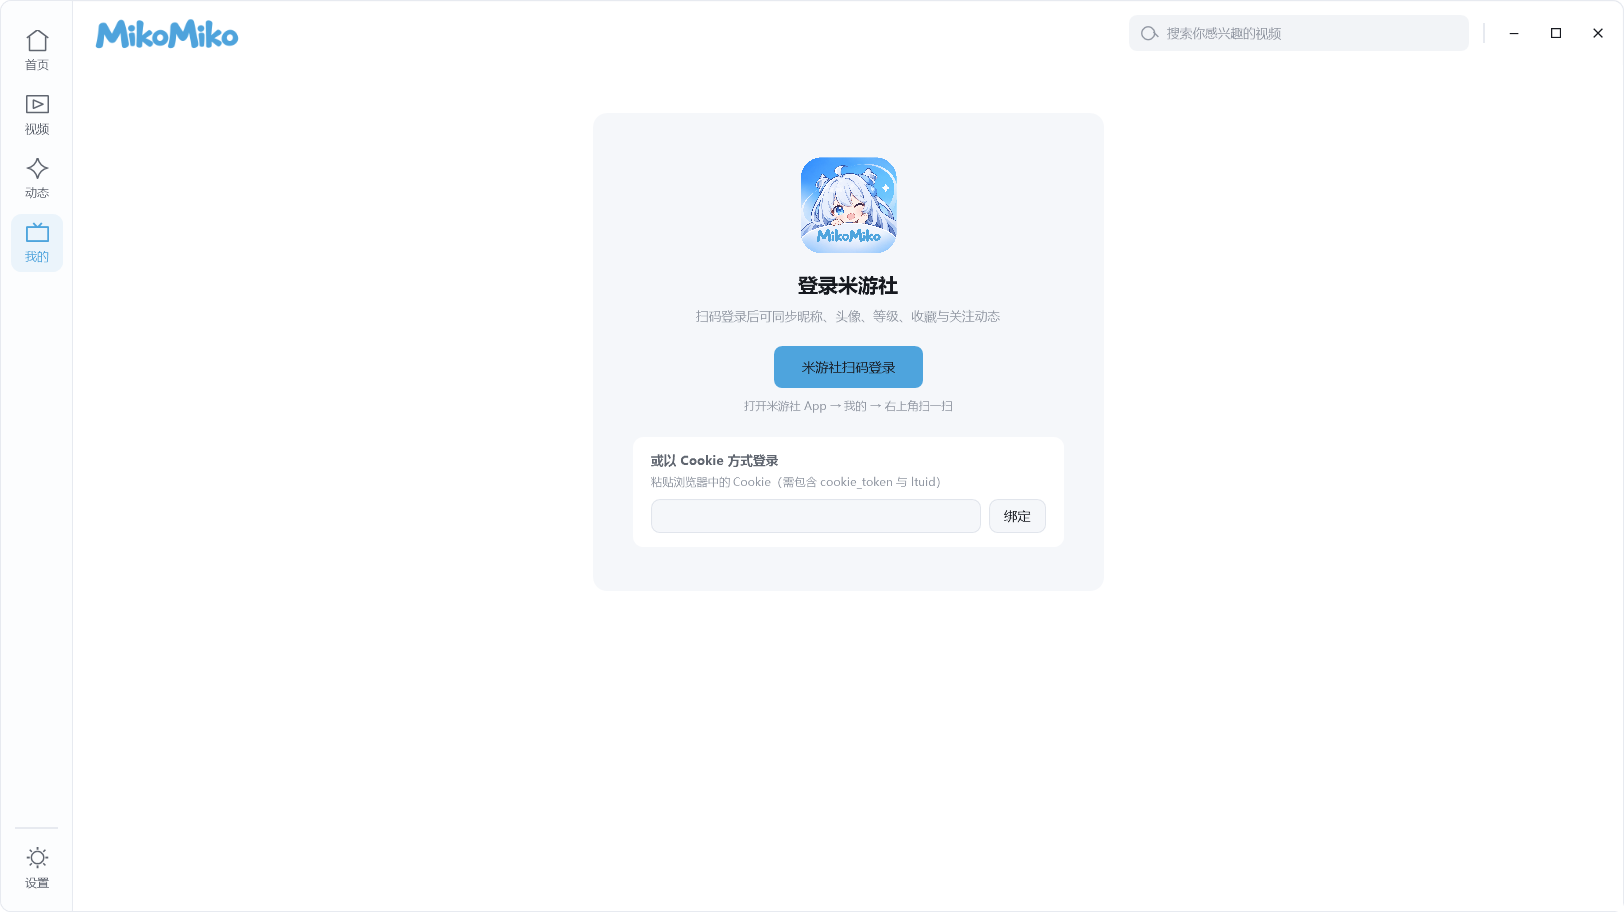 MikoMiko
搜索你感兴趣的视频
首页
视频
动态
我的
设置
MikoMiko
登录米游社
扫码登录后可同步昵称、头像、等级、收藏与关注动态
米游社扫码登录
打开米游社 App → 我的 → 右上角扫一扫
或以 Cookie 方式登录
粘贴浏览器中的 Cookie（需包含 cookie_token 与 ltuid）
绑定